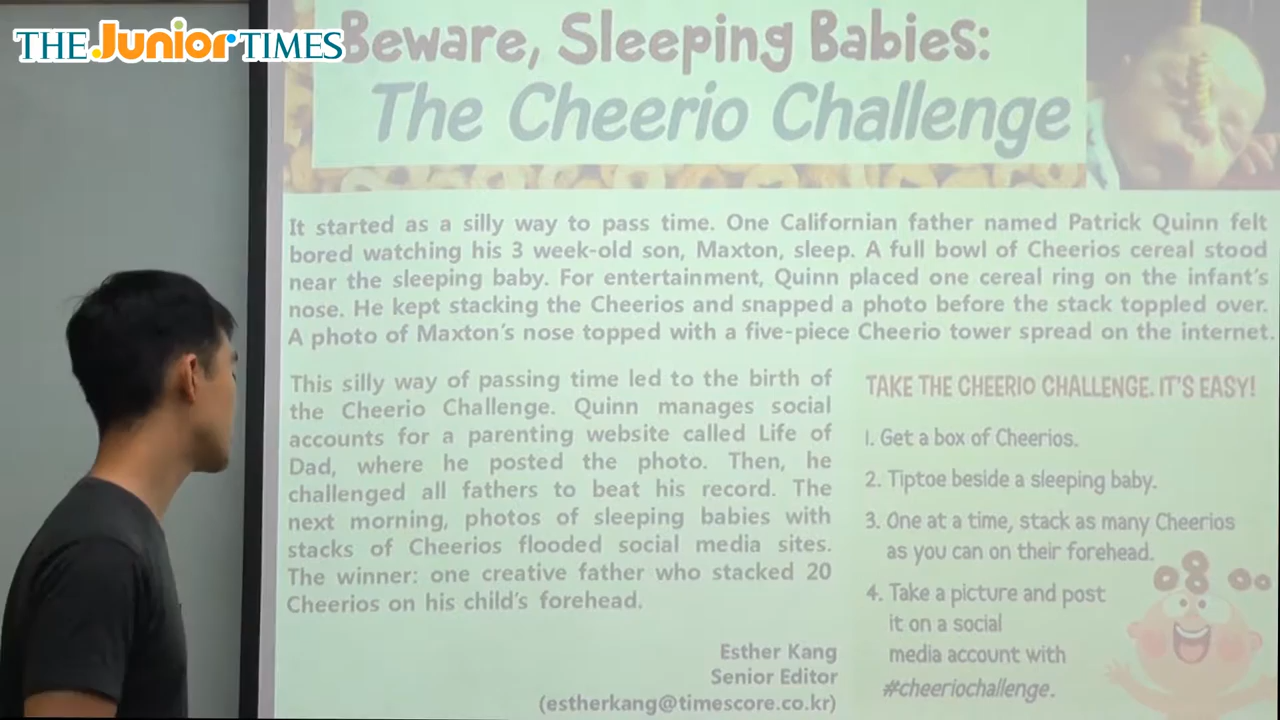 THE Junior TIMES
Beware, Sleeping Babies:
The Cheerio Challenge
It started as a silly way to pass time. One Californian father named Patrick Quinn felt
bored watching his 3 week-old son, Maxton, sleep. A full bowl of Cheerios cereal stood
near the sleeping baby. For entertainment, Quinn placed one cereal ring on the infant's
nose. He kept stacking the Cheerios and snapped a photo before the stack toppled over.
A photo of Maxton's nose topped with a five-piece Cheerio tower spread on the internet.
This silly way of passing time led to the birth of
the Cheerio Challenge. Quinn manages social
accounts for a parenting website called Life of
Dad, where he posted the photo. Then, he
challenged all fathers to beat his record. The
next morning, photos of sleeping babies with
stacks of Cheerios flooded social media sites.
The winner: one creative father who stacked 20
Cheerios on his child's forehead.
Esther Kang
Senior Editor
(estherkang@timescore.co.kr)
TAKE THE CHEERIO CHALLENGE. IT'S EASY!
1. Get a box of Cheerios.
2. Tiptoe beside a sleeping baby.
3. One at a time, stack as many Cheerios
as you can on their forehead.
4. Take a picture and post
it on a social
media account with
#cheeriochallenge.